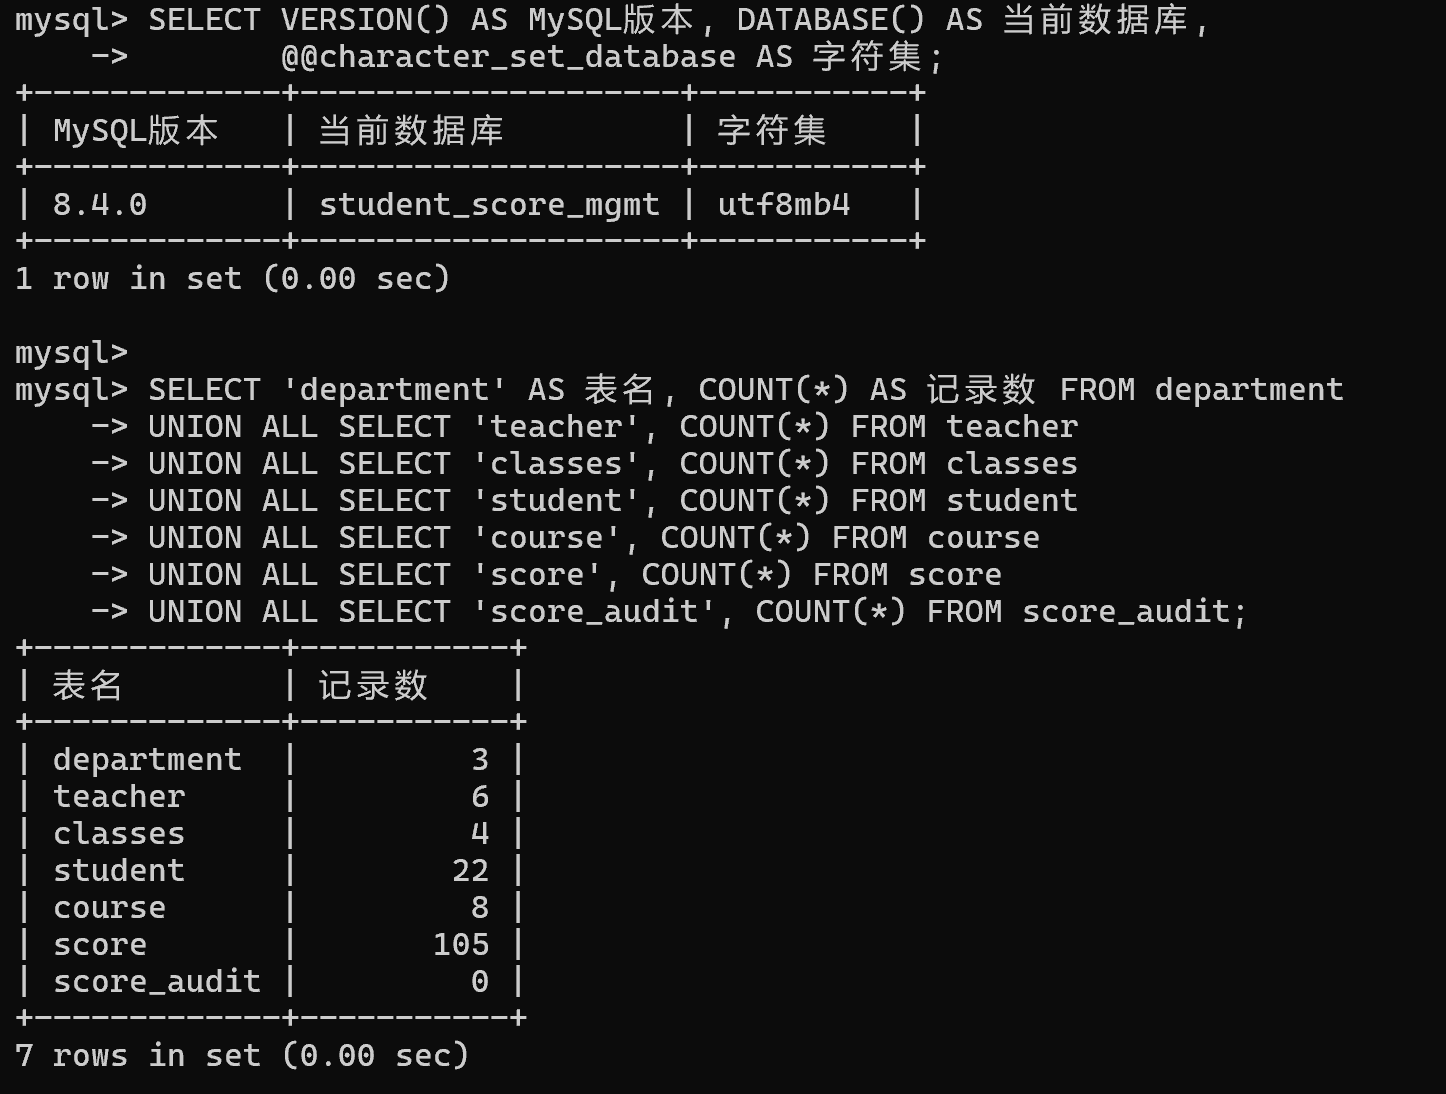 mysql> SELECT VERSION() AS MySQL版本, DATABASE() AS 当前数据库,
    ->        @@character_set_database AS 字符集;
+-------------+--------------------+-----------+
| MySQL版本   | 当前数据库         | 字符集    |
+-------------+--------------------+-----------+
| 8.4.0       | student_score_mgmt | utf8mb4   |
+-------------+--------------------+-----------+
1 row in set (0.00 sec)

mysql>
mysql> SELECT 'department' AS 表名, COUNT(*) AS 记录数 FROM department
    -> UNION ALL SELECT 'teacher', COUNT(*) FROM teacher
    -> UNION ALL SELECT 'classes', COUNT(*) FROM classes
    -> UNION ALL SELECT 'student', COUNT(*) FROM student
    -> UNION ALL SELECT 'course', COUNT(*) FROM course
    -> UNION ALL SELECT 'score', COUNT(*) FROM score
    -> UNION ALL SELECT 'score_audit', COUNT(*) FROM score_audit;
+-------------+-----------+
| 表名        | 记录数    |
+-------------+-----------+
| department  |         3 |
| teacher     |         6 |
| classes     |         4 |
| student     |        22 |
| course      |         8 |
| score       |       105 |
| score_audit |         0 |
+-------------+-----------+
7 rows in set (0.00 sec)